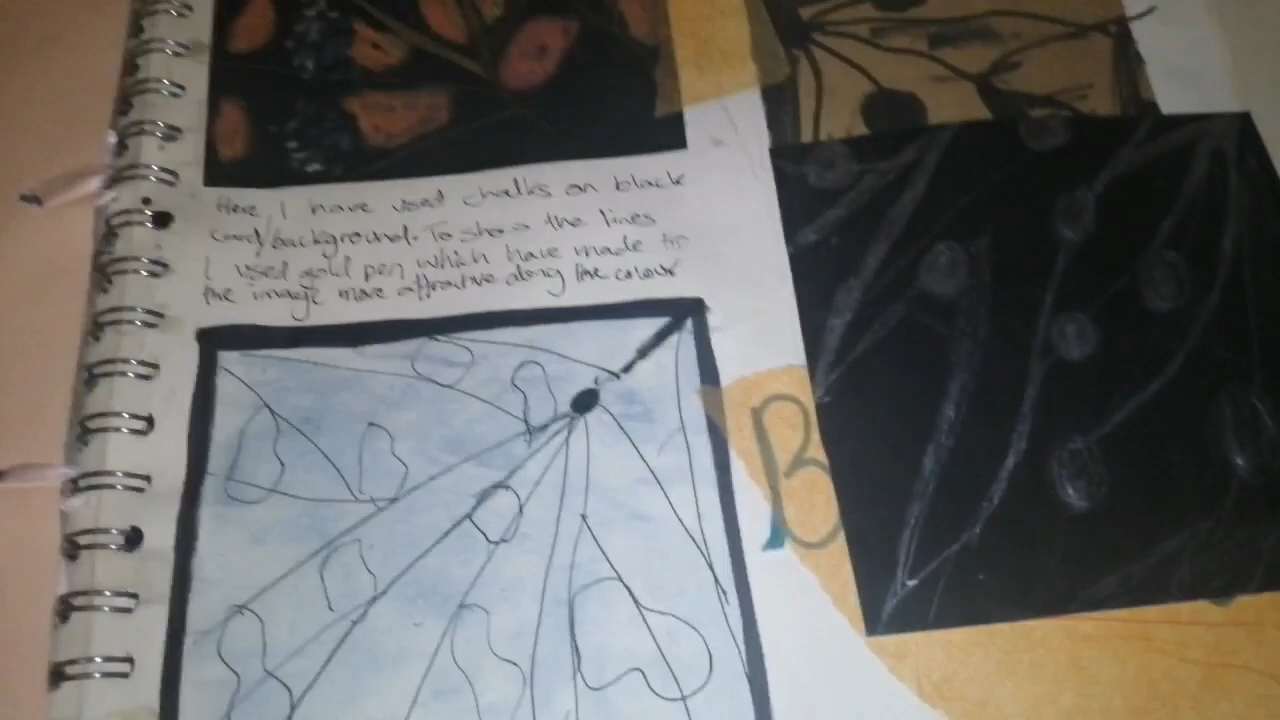 Here I have used chalks on black
card/background. To show the lines
I used gold pen which have made
the image more attractive along the colour
B